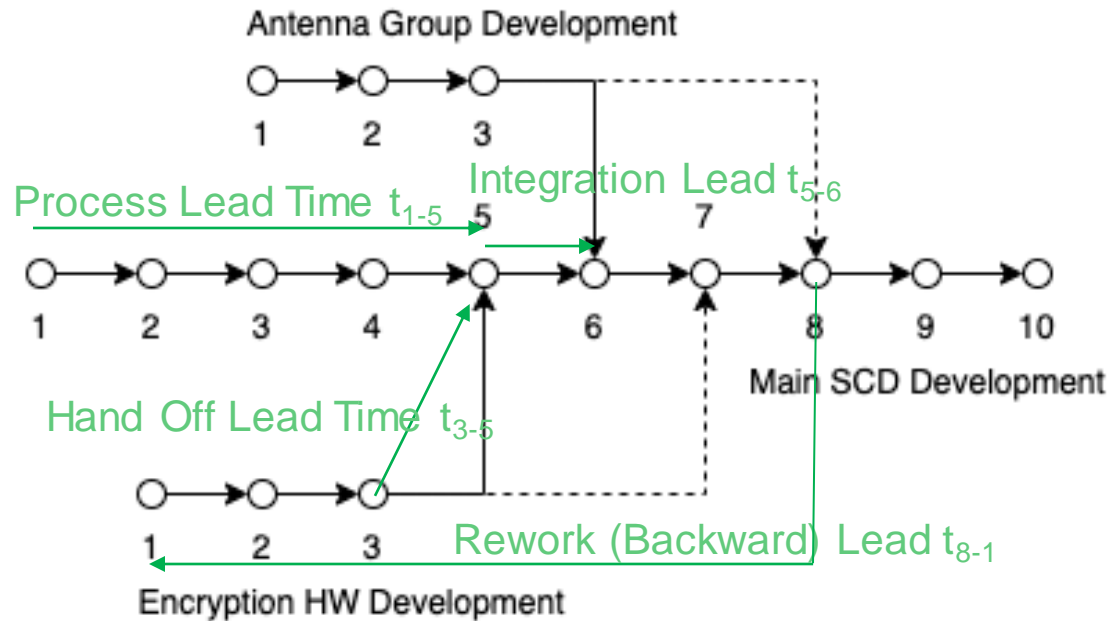 Antenna Group Development
1 2 3
Integration Lead t5-6
Process Lead Time t1-5
5 7
1 2 3 4 6 8 9 10
Main SCD Development
Hand Off Lead Time t3-5
1 2 3
Rework (Backward) Lead t8-1
Encryption HW Development